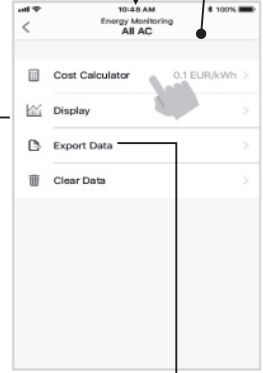 10:48 AM
100%
Energy Monitoring
All AC
Cost Calculator 0.1 EUR/kWh
Display
Export Data
Clear Data